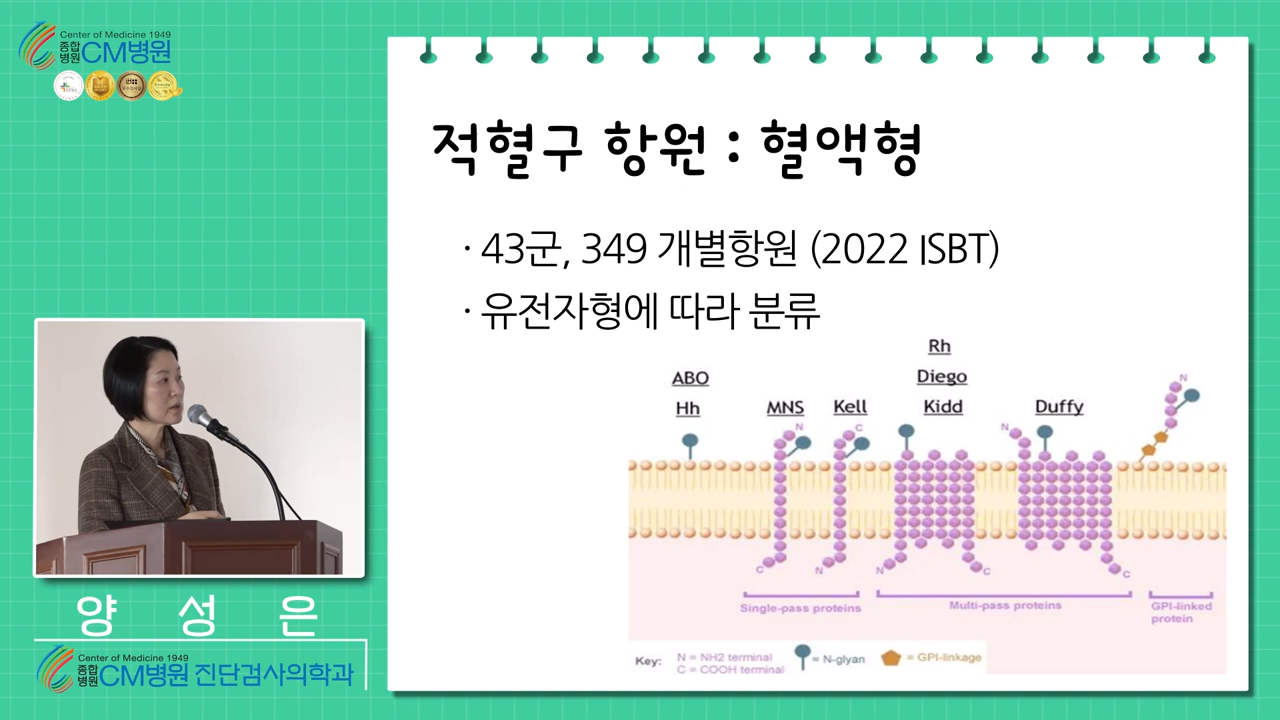 Center of Medicine 1949
종합병원 CM병원
적혈구 항원 : 혈액형
· 43군, 349 개별항원 (2022 ISBT)
· 유전자형에 따라 분류
ABO
Hh
MNS
Kell
Rh
Diego
Kidd
Duffy
N
C
N
N
C
N
N
C
C
Single-pass proteins
Multi-pass proteins
GPI-linked
protein
Key:
N = NH2 terminal
C = COOH terminal
= N-glyan
= GPI-linkage
양 성 은
Center of Medicine 1949
종합병원 CM병원 진단검사의학과